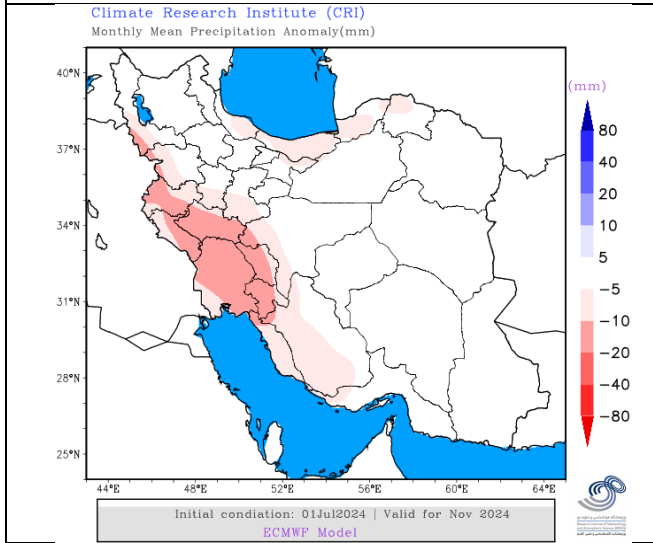 Climate Research Institute (CRI)
Monthly Mean Precipitation Anomaly(mm)
(mm)
40°N
37°N
34°N
31°N
28°N
25°N
44°E 48°E 52°E 56°E 60°E 64°E
80
40
20
10
5
−5
−10
−20
−40
−80
Initial condiation: 01Jul2024 | Valid for Nov 2024
ECMWF Model